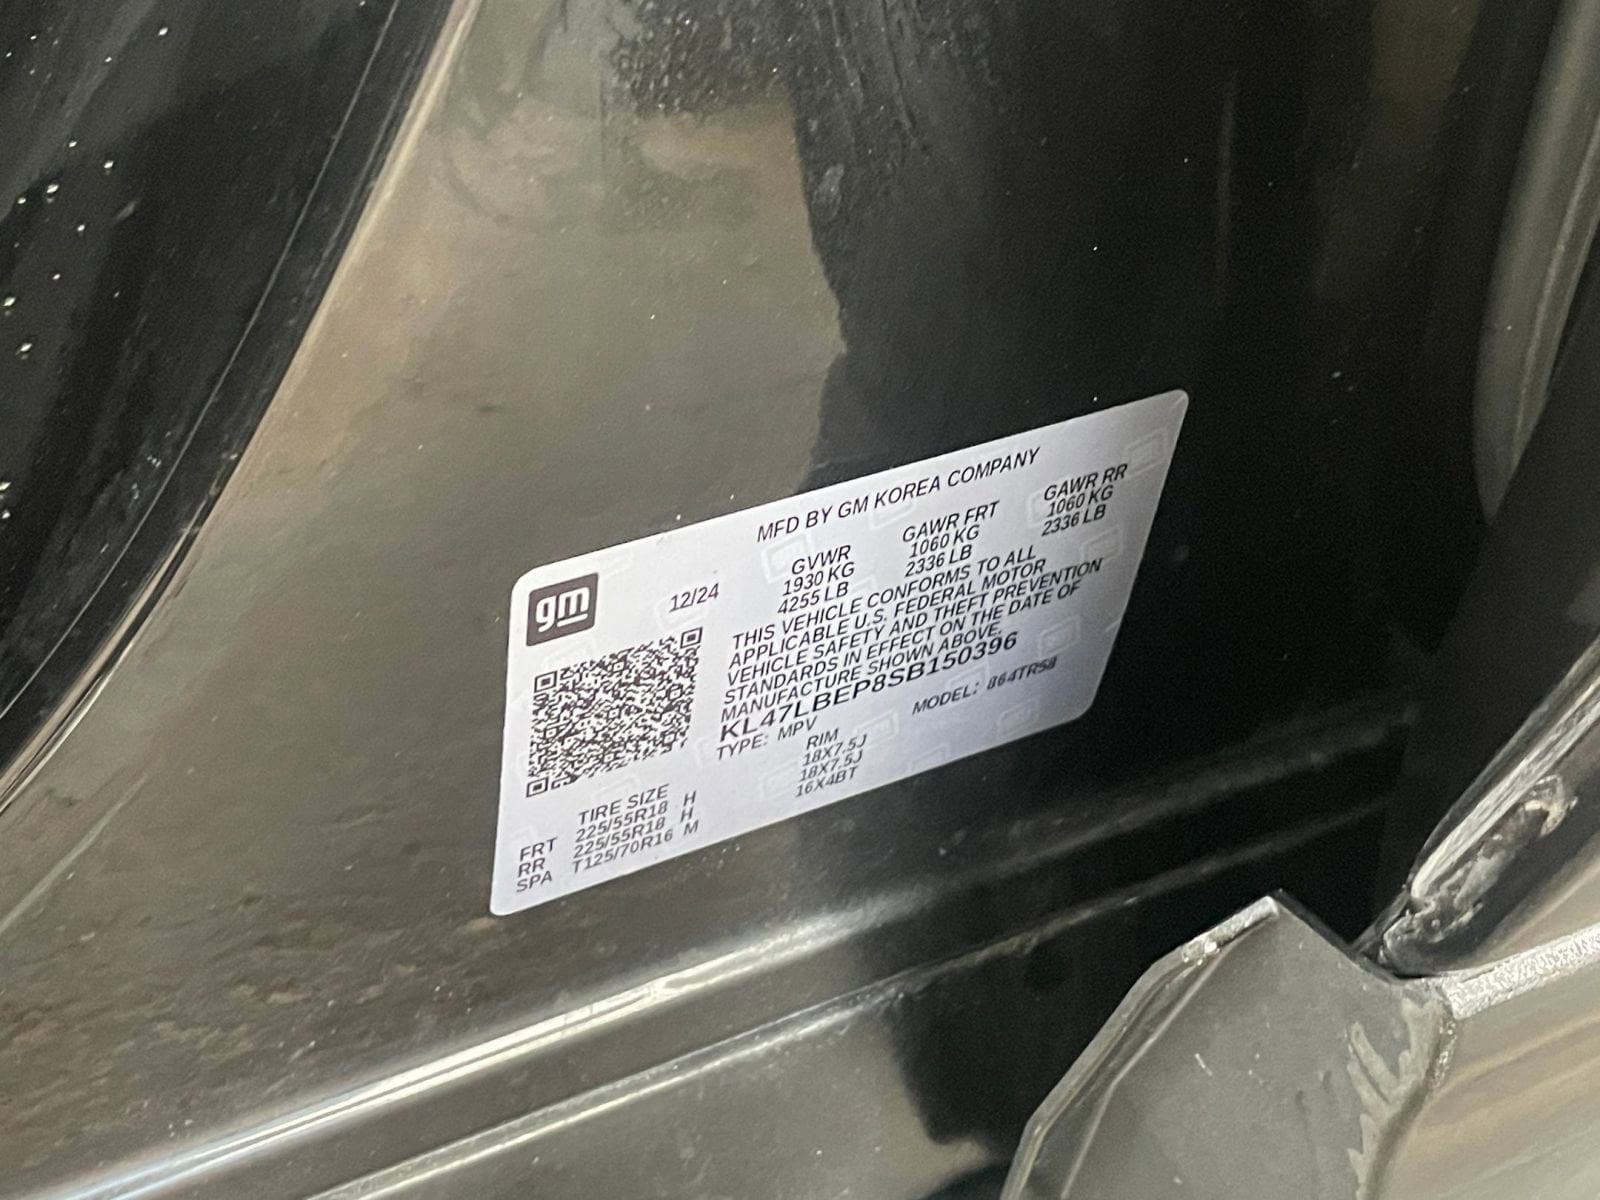 MFD BY GM KOREA COMPANY
gm
12/24
GVWR GAWR FRT GAWR RR
1930 KG 1060 KG 1060 KG
4255 LB 2336 LB 2336 LB
THIS VEHICLE CONFORMS TO ALL
APPLICABLE U.S. FEDERAL MOTOR
VEHICLE SAFETY AND THEFT PREVENTION
STANDARDS IN EFFECT ON THE DATE OF
MANUFACTURE SHOWN ABOVE.
KL47LBEP8SB150396
TYPE: MPV MODEL: 864TR58
TIRE SIZE RIM
FRT 225/55R18 H 18X7.5J
RR 225/55R18 H 18X7.5J
SPA T125/70R16 M 16X4BT